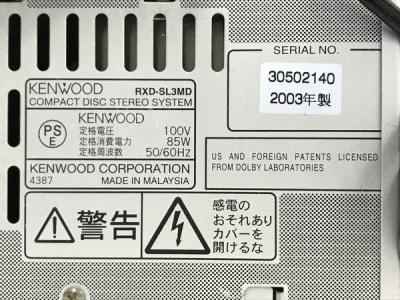 SERIAL NO.
30502140
2003年製
KENWOOD RXD-SL3MD
COMPACT DISC STEREO SYSTEM
PS
E
KENWOOD
定格電圧 100V
定格消費電力 85W
定格周波数 50/60Hz
KENWOOD CORPORATION
4387 MADE IN MALAYSIA
US AND FOREIGN PATENTS LICENSED
FROM DOLBY LABORATORIES
警告
感電の
おそれあり
カバーを
開けるな